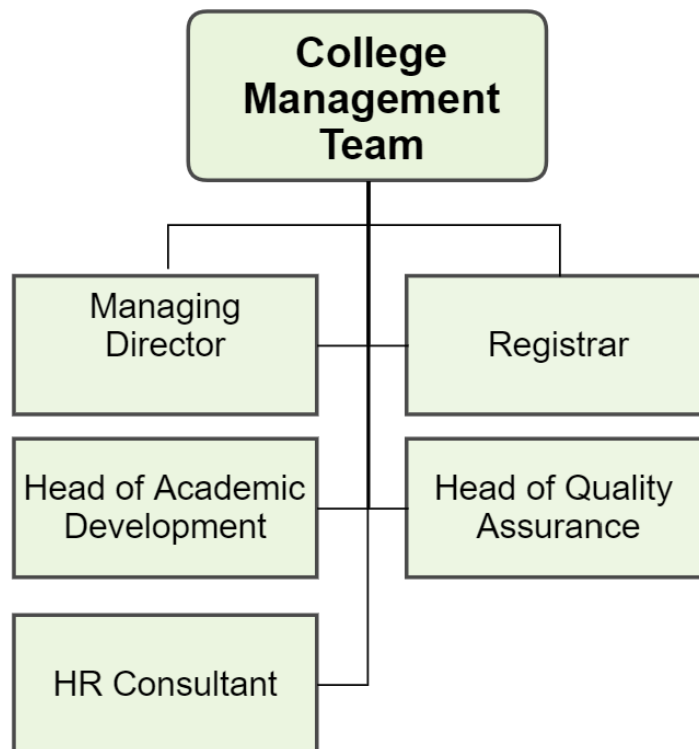 College
Management
Team
Managing
Director
Registrar
Head of Academic
Development
Head of Quality
Assurance
HR Consultant